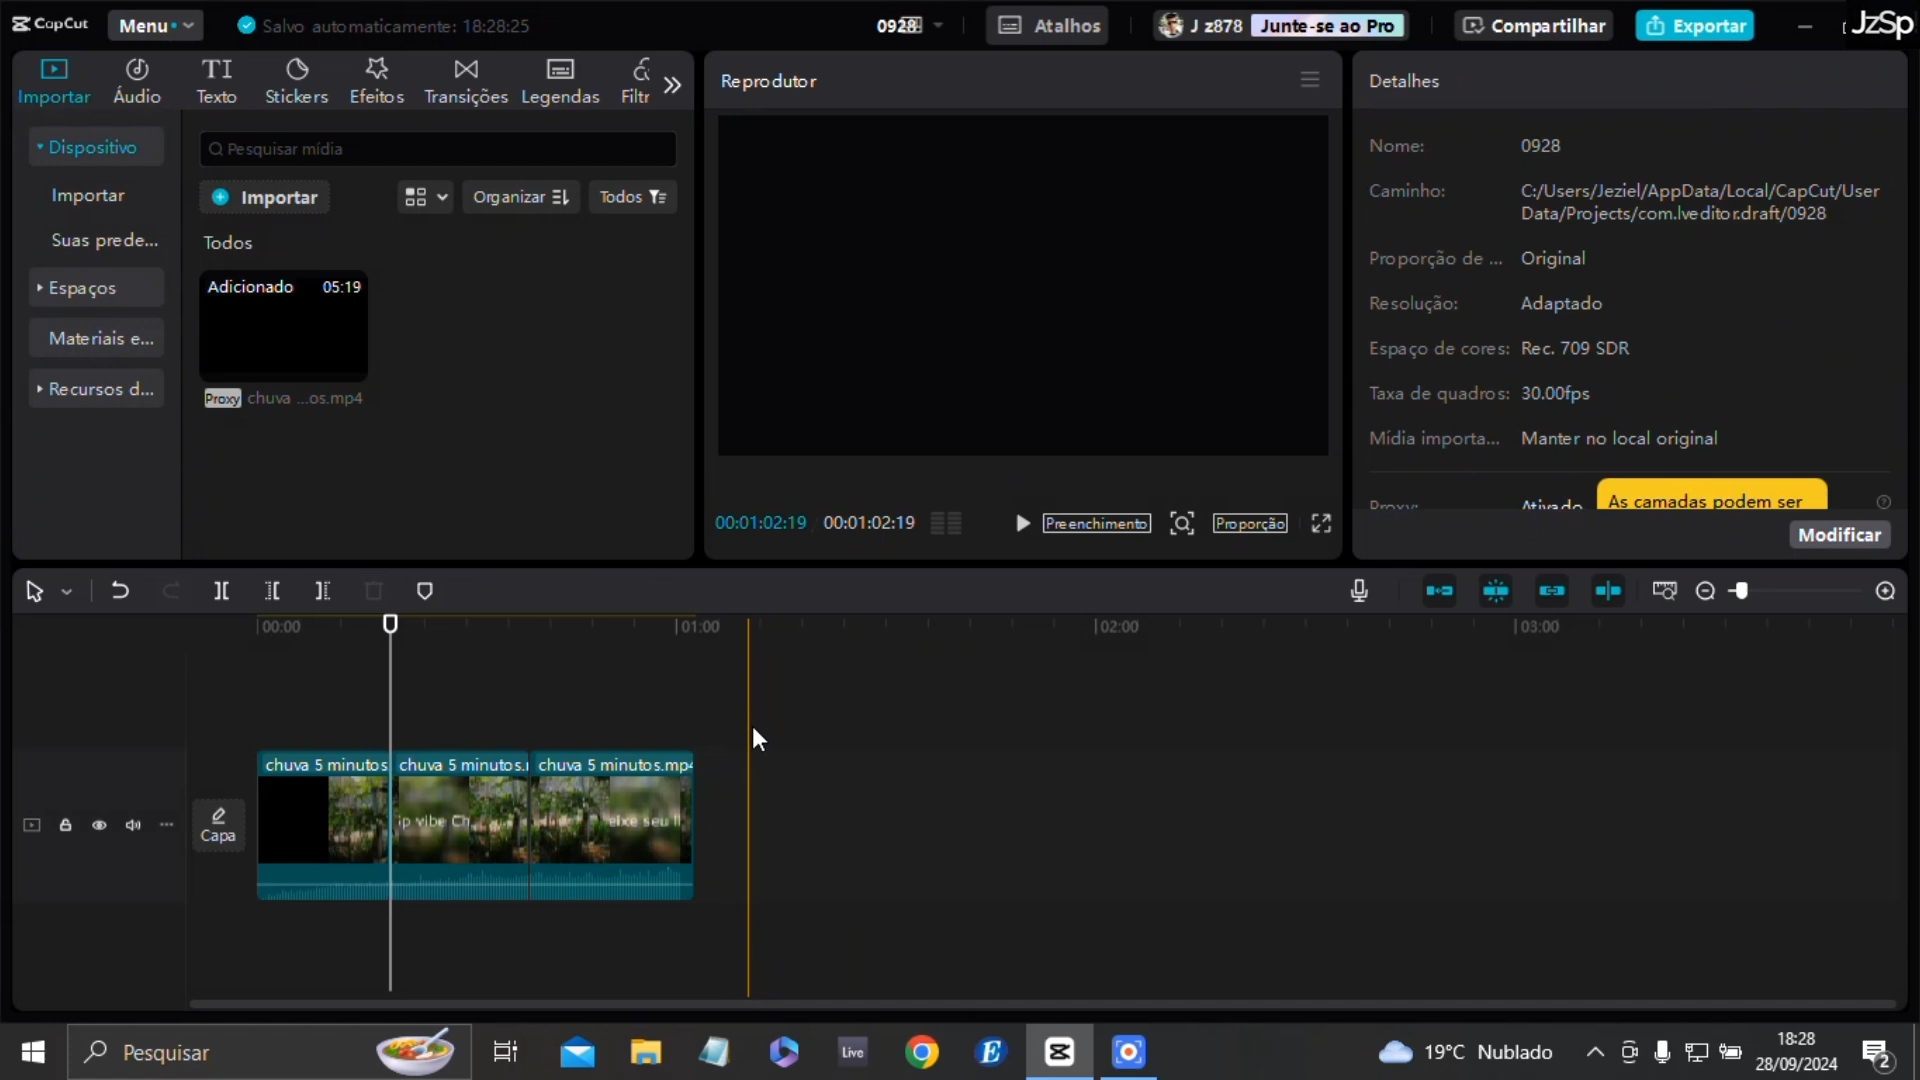 CapCut
Menu
Salvo automaticamente: 18:28:25
0928
Atalhos
J z878
Junte-se ao Pro
Compartilhar
Exportar
JzSp
Importar
Áudio
Texto
Stickers
Efeitos
Transições
Legendas
Filtr
Dispositivo
Importar
Suas prede...
Espaços
Materiais e...
Recursos d...
Pesquisar mídia
Importar
Organizar
Todos
Todos
Adicionado 05:19
Proxy chuva ...os.mp4
Reprodutor
00:01:02:19 00:01:02:19
Preenchimento
Proporção
Detalhes
Nome: 0928
Caminho: C:/Users/Jeziel/AppData/Local/CapCut/User
Data/Projects/com.lveditor.draft/0928
Proporção de ... Original
Resolução: Adaptado
Espaço de cores: Rec. 709 SDR
Taxa de quadros: 30.00fps
Mídia importa... Manter no local original
Proxy: Ativado
As camadas podem ser
Modificar
00:00
01:00
02:00
03:00
Capa
chuva 5 minutos
chuva 5 minutos.
chuva 5 minutos.mp4
ip vibe Ch
eixe seu li
Pesquisar
Live
19°C Nublado
18:28
28/09/2024
2